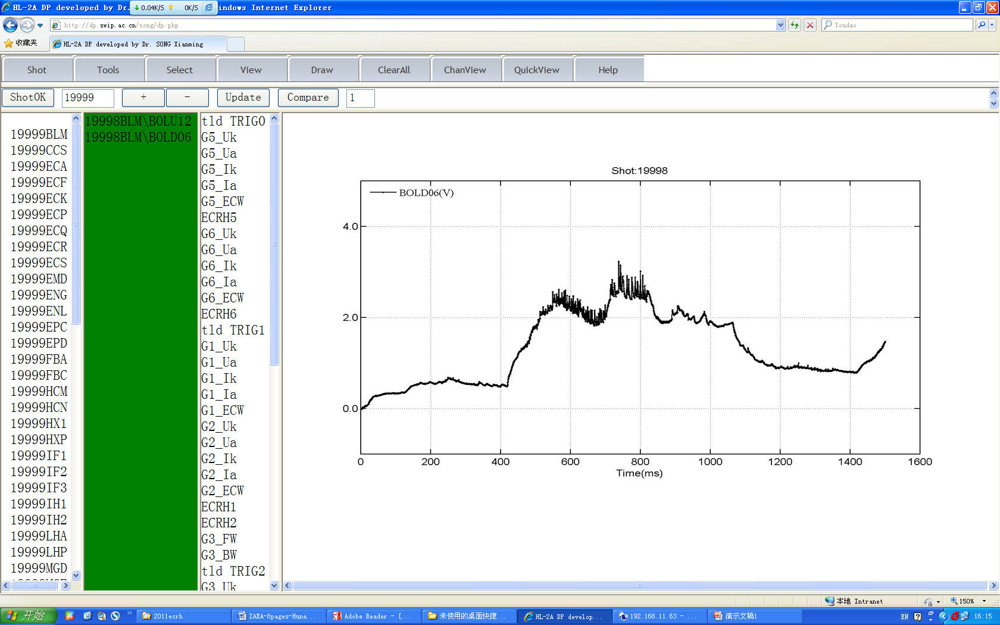 HL-2A DP developed by Dr.
0.04K/S
0K/S
indows Internet Explorer
http://dp.swip.ac.cn/song/dp.php
Youdao
收藏夹
HL-2A DP developed by Dr. SONG Xianming
Shot
Tools
Select
View
Draw
ClearAll
ChanView
QuickView
Help
ShotOK
19999
+
-
Update
Compare
1
19999BLM
19999CCS
19999ECA
19999ECF
19999ECK
19999ECP
19999ECQ
19999ECR
19999ECS
19999EMD
19999ENG
19999ENL
19999EPC
19999EPD
19999FBA
19999FBC
19999HCM
19999HCN
19999HX1
19999HXP
19999IF1
19999IF2
19999IF3
19999IH1
19999IH2
19999LHA
19999LHP
19999MGD
19998BLM\BOLU12
19998BLM\BOLD06
tld TRIG0
G5_Uk
G5_Ua
G5_Ik
G5_Ia
G5_ECW
ECRH5
G6_Uk
G6_Ua
G6_Ik
G6_Ia
G6_ECW
ECRH6
tld TRIG1
G1_Uk
G1_Ua
G1_Ik
G1_Ia
G1_ECW
G2_Uk
G2_Ua
G2_Ik
G2_Ia
G2_ECW
ECRH1
ECRH2
G3_FW
G3_BW
tld TRIG2
G3_Uk
Shot:19998
BOLD06(V)
4.0
2.0
0.0
0 200 400 600 800 1000 1200 1400 1600
Time(ms)
本地 Intranet
150%
开始
2011ecrh
IAEA-8pages-Huna...
Adobe Reader - [...
未使用的桌面快捷...
HL-2A DP develop...
192.168.11.63 - ...
演示文稿1
EN
16:15